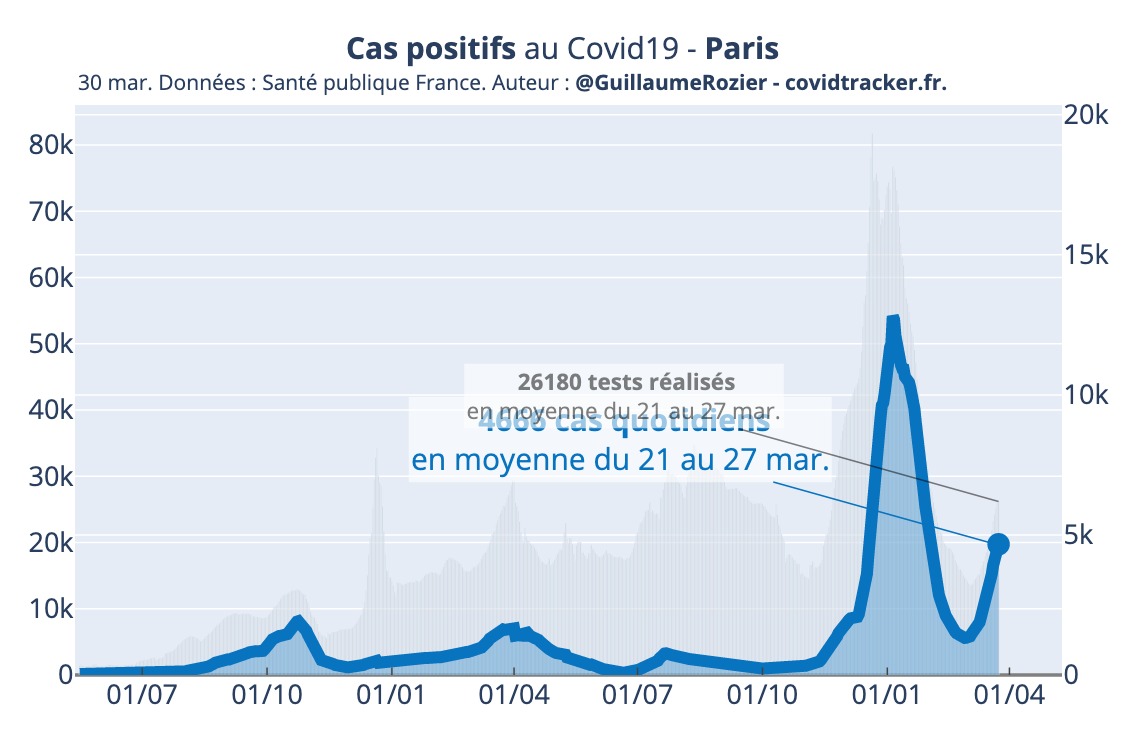 Cas positifs au Covid19 - Paris
30 mar. Données : Santé publique France. Auteur : @GuillaumeRozier - covidtracker.fr.
80k
70k
60k
50k
40k
30k
20k
10k
0
20k
15k
10k
5k
0
26180 tests réalisés
en moyenne du 21 au 27 mar.
4666 cas quotidiens
en moyenne du 21 au 27 mar.
01/07
01/10
01/01
01/04
01/07
01/10
01/01
01/04